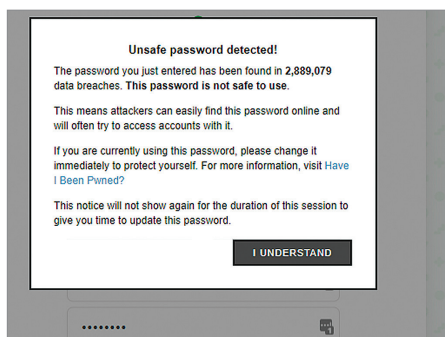 Unsafe password detected!
The password you just entered has been found in 2,889,079
data breaches. This password is not safe to use.
This means attackers can easily find this password online and
will often try to access accounts with it.
If you are currently using this password, please change it
immediately to protect yourself. For more information, visit Have
I Been Pwned?
This notice will not show again for the duration of this session to
give you time to update this password.
I UNDERSTAND
••••••••
1